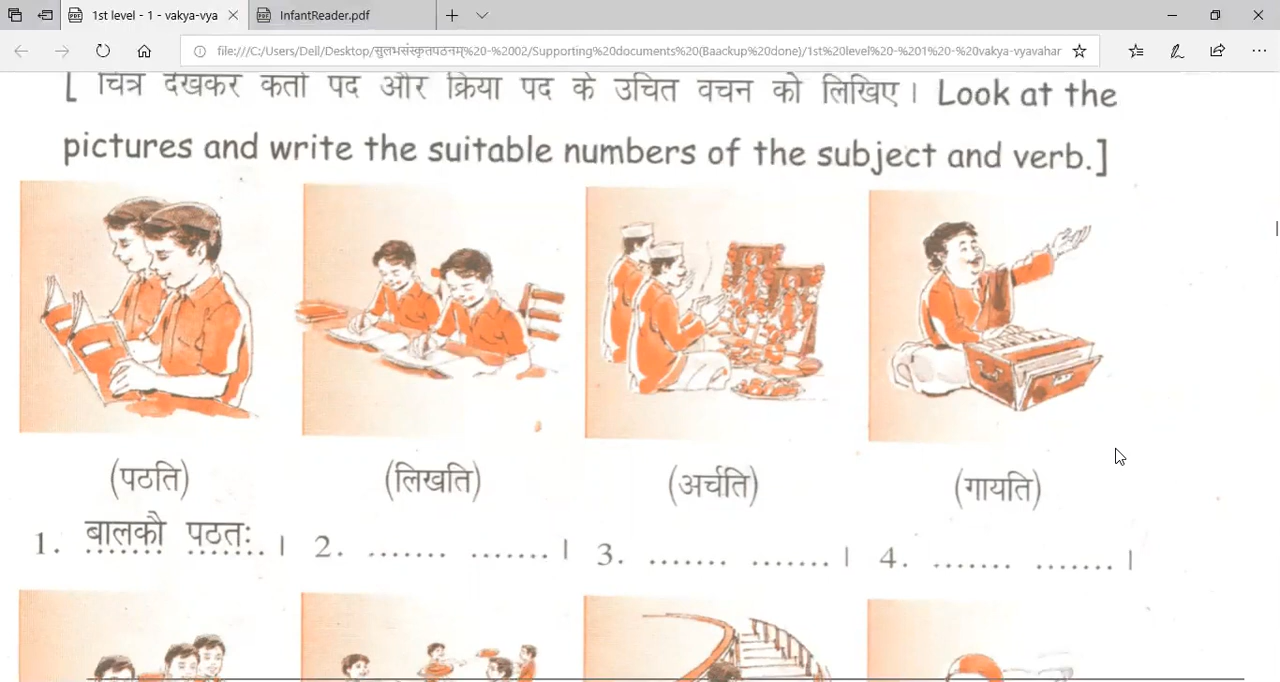 1st level - 1 - vakya-vya
InfantReader.pdf
file:///C:/Users/Dell/Desktop/सुलभसंस्कृतपठनम्%20-%2002/Supporting%20documents%20(Baackup%20done)/1st%20level%20-%201%20-%20vakya-vyavahar
[ चित्र देखकर कर्ता पद और क्रिया पद के उचित वचन को लिखिए । Look at the
pictures and write the suitable numbers of the subject and verb.]
(पठति) (लिखति) (अर्चति) (गायति)
1. बालकौ पठतः । 2. ....... ....... । 3. ....... ....... । 4. ....... ....... ।